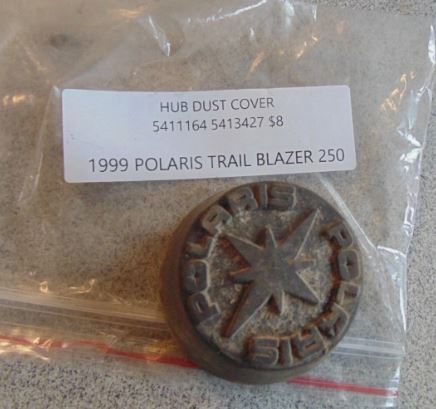 HUB DUST COVER
5411164 5413427 $8
1999 POLARIS TRAIL BLAZER 250
POLARIS
POLARIS